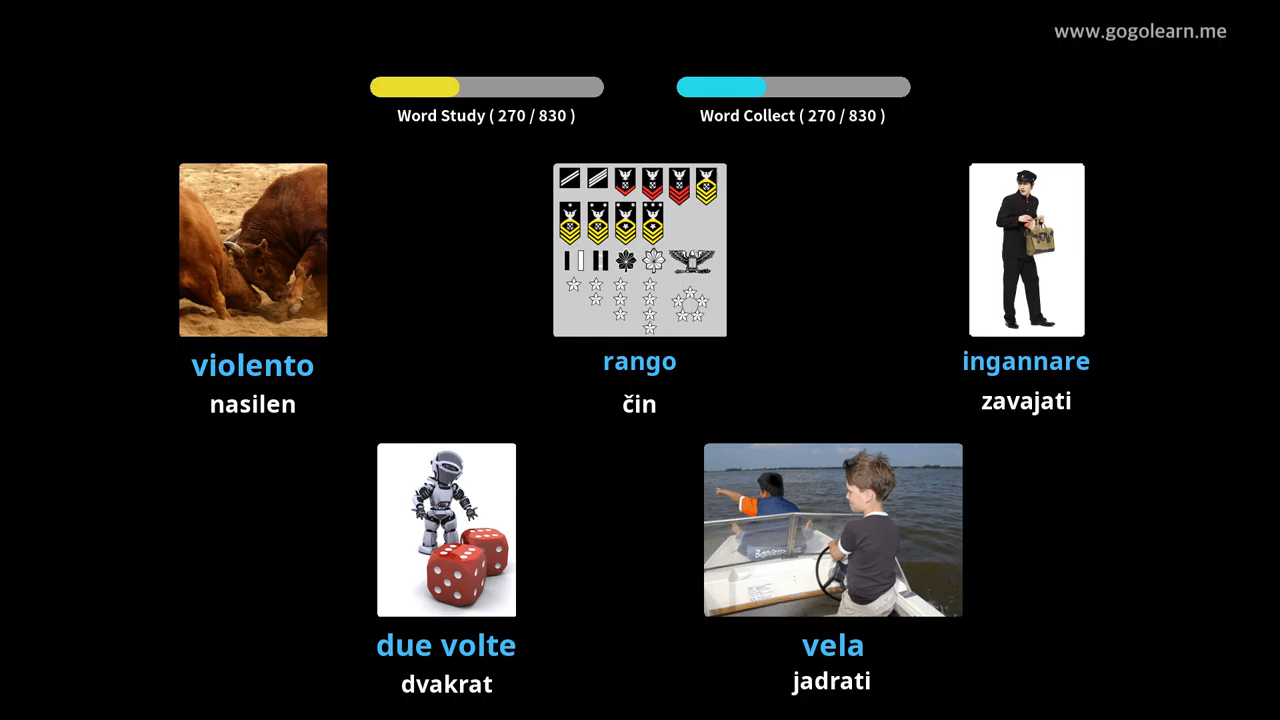 www.gogolearn.me
Word Study ( 270 / 830 )
Word Collect ( 270 / 830 )
violento
nasilen
rango
čin
ingannare
zavajati
due volte
dvakrat
vela
jadrati